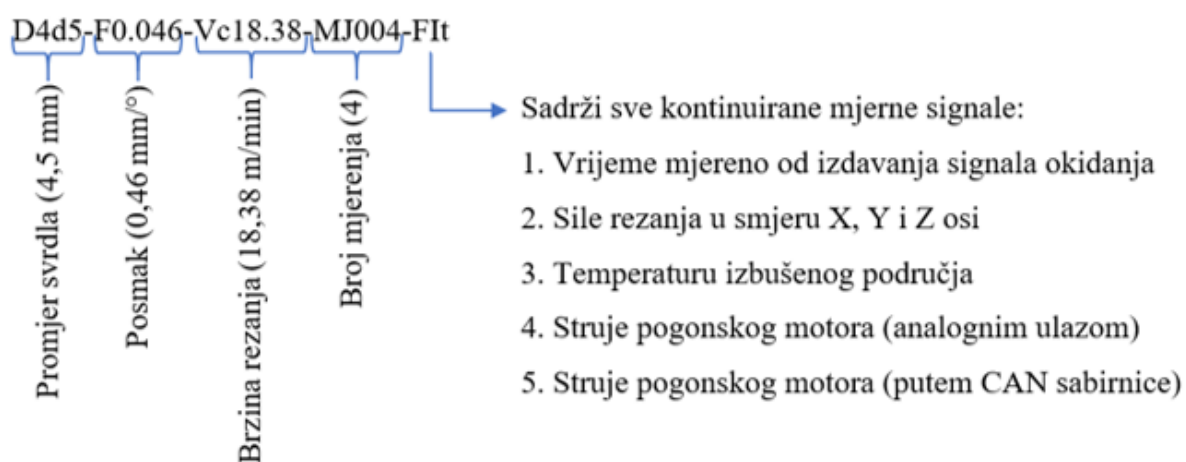 D4d5-F0.046-Vc18.38-MJ004-FIt
Promjer svrdla (4,5 mm)
Posmak (0,46 mm/°)
Brzina rezanja (18,38 m/min)
Broj mjerenja (4)
Sadrži sve kontinuirane mjerne signale:
1. Vrijeme mjereno od izdavanja signala okidanja
2. Sile rezanja u smjeru X, Y i Z osi
3. Temperaturu izbušenog područja
4. Struje pogonskog motora (analognim ulazom)
5. Struje pogonskog motora (putem CAN sabirnice)